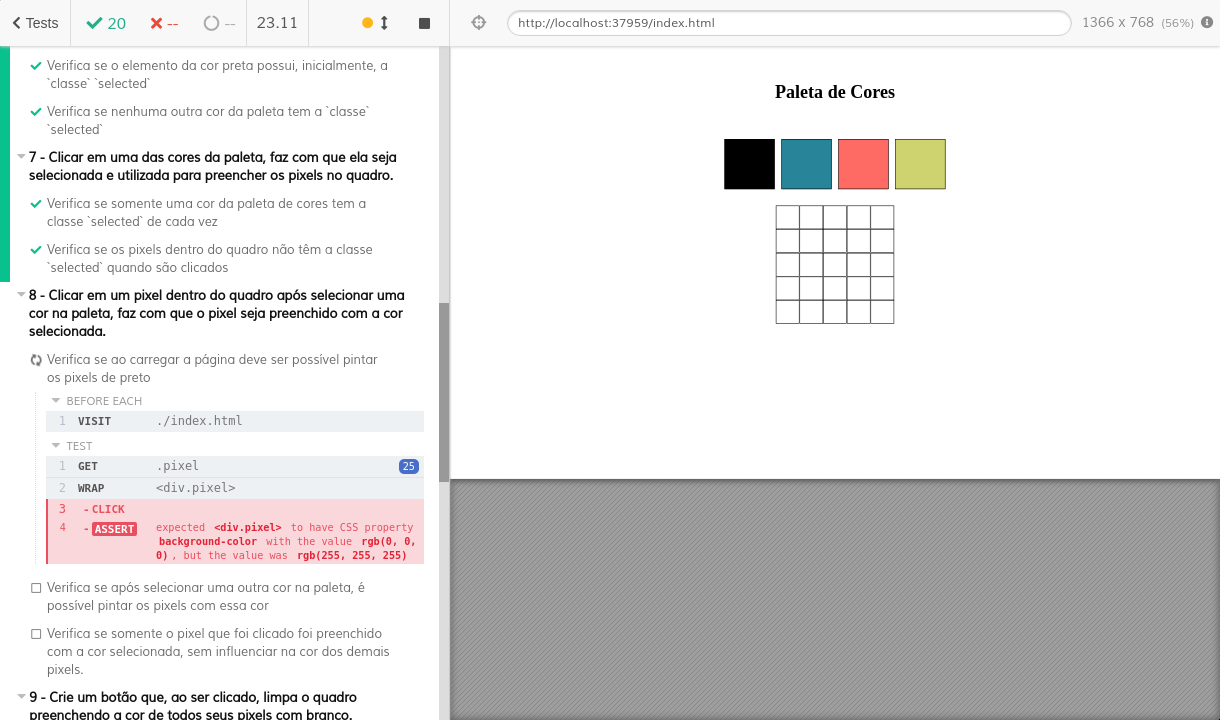 Tests
20
--
--
23.11
http://localhost:37959/index.html
1366 x 768 (56%)
Verifica se o elemento da cor preta possui, inicialmente, a
`classe` `selected`
Verifica se nenhuma outra cor da paleta tem a `classe`
`selected`
7 - Clicar em uma das cores da paleta, faz com que ela seja
selecionada e utilizada para preencher os pixels no quadro.
Verifica se somente uma cor da paleta de cores tem a
classe `selected` de cada vez
Verifica se os pixels dentro do quadro não têm a classe
`selected` quando são clicados
8 - Clicar em um pixel dentro do quadro após selecionar uma
cor na paleta, faz com que o pixel seja preenchido com a cor
selecionada.
Verifica se ao carregar a página deve ser possível pintar
os pixels de preto
BEFORE EACH
1 VISIT ./index.html
TEST
1 GET .pixel 25
2 WRAP <div.pixel>
3 -CLICK
4 -ASSERT expected <div.pixel> to have CSS property
background-color with the value rgb(0, 0,
0), but the value was rgb(255, 255, 255)
Verifica se após selecionar uma outra cor na paleta, é
possível pintar os pixels com essa cor
Verifica se somente o pixel que foi clicado foi preenchido
com a cor selecionada, sem influenciar na cor dos demais
pixels.
9 - Crie um botão que, ao ser clicado, limpa o quadro
preenchendo a cor de todos seus pixels com branco.
Paleta de Cores